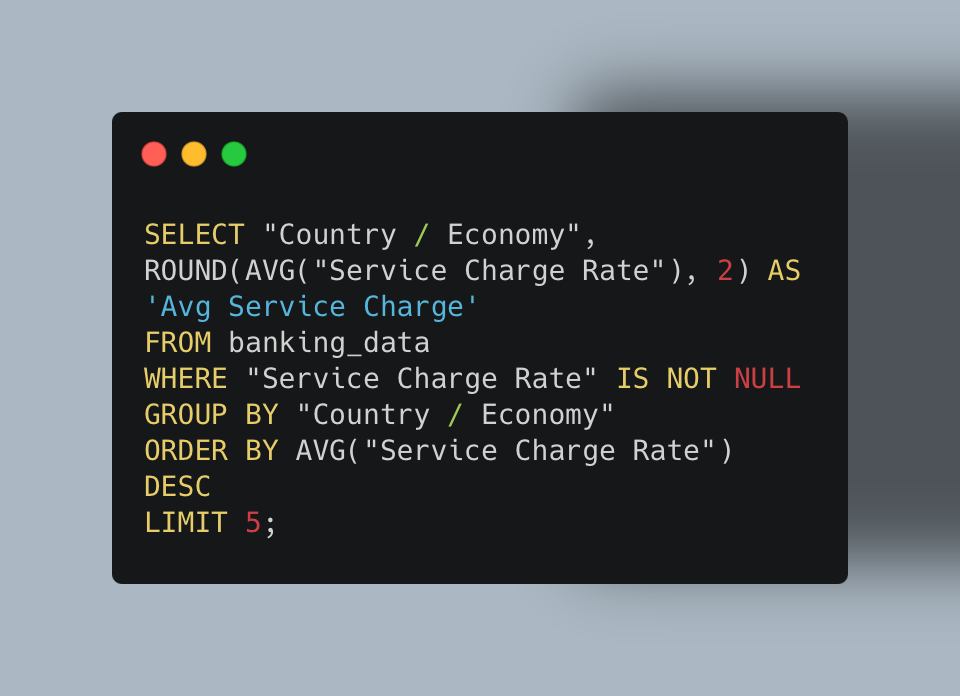 SELECT "Country / Economy",
ROUND(AVG("Service Charge Rate"), 2) AS
'Avg Service Charge'
FROM banking_data
WHERE "Service Charge Rate" IS NOT NULL
GROUP BY "Country / Economy"
ORDER BY AVG("Service Charge Rate")
DESC
LIMIT 5;